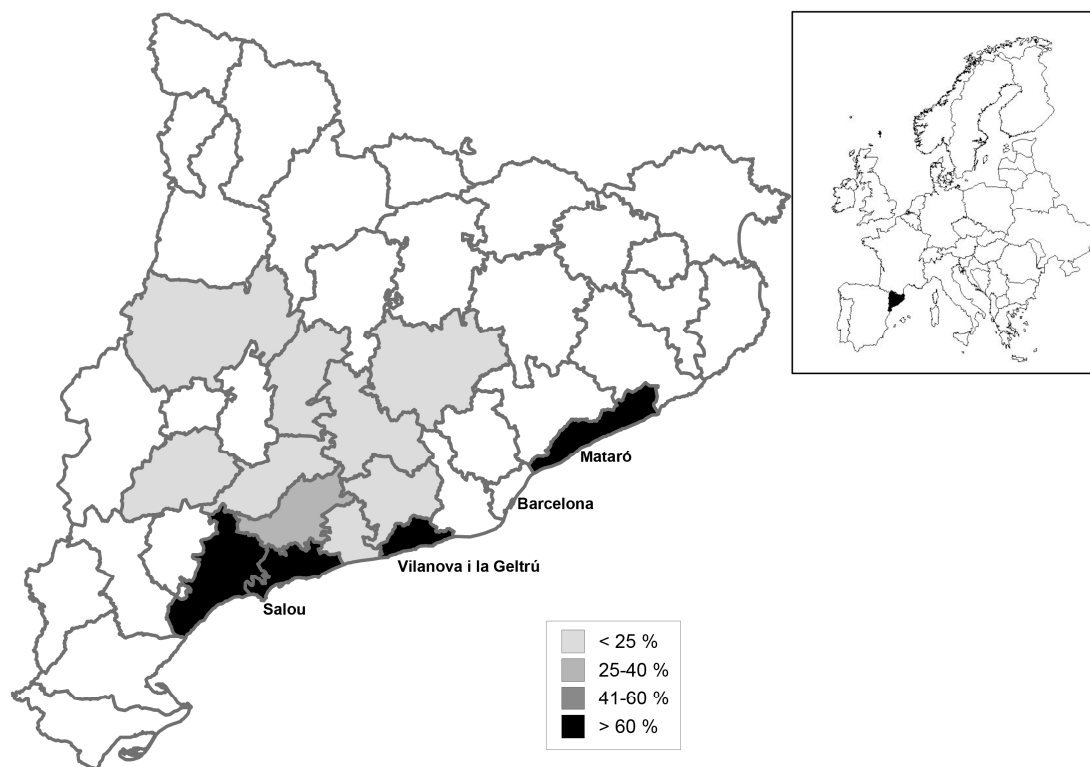 Mataró
Barcelona
Vilanova i la Geltrú
Salou
< 25 %
25-40 %
41-60 %
> 60 %